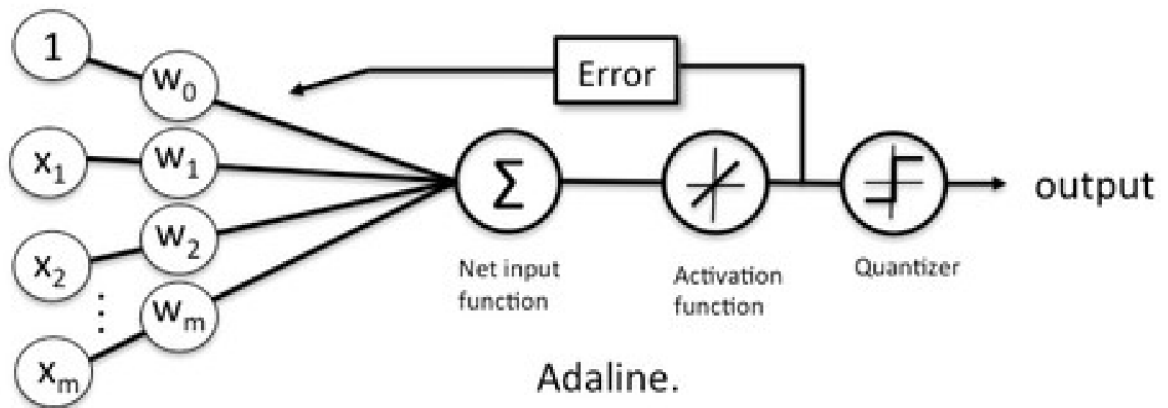 1
w₀
Error
x₁
w₁
Σ
output
x₂
w₂
Net input
function
Activation
function
Quantizer
⋮
wₘ
xₘ
Adaline.